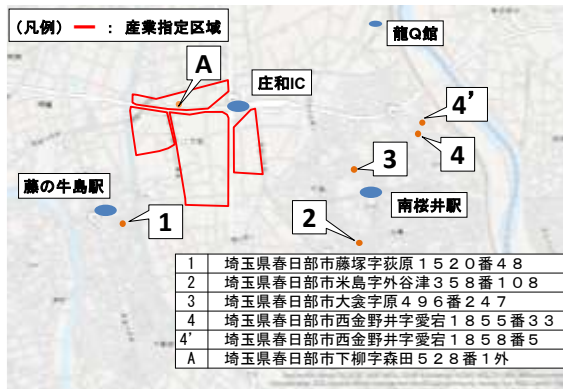 (凡例) ━━ : 産業指定区域
龍Q館
A
庄和IC
4’
4
3
藤の牛島駅
1
南桜井駅
2
1 埼玉県春日部市藤塚字荻原1520番48
2 埼玉県春日部市米島字外谷津358番108
3 埼玉県春日部市大衾字原496番247
4 埼玉県春日部市西金野井字愛宕1855番33
4’ 埼玉県春日部市西金野井字愛宕1858番5
A 埼玉県春日部市下柳字森田528番1外